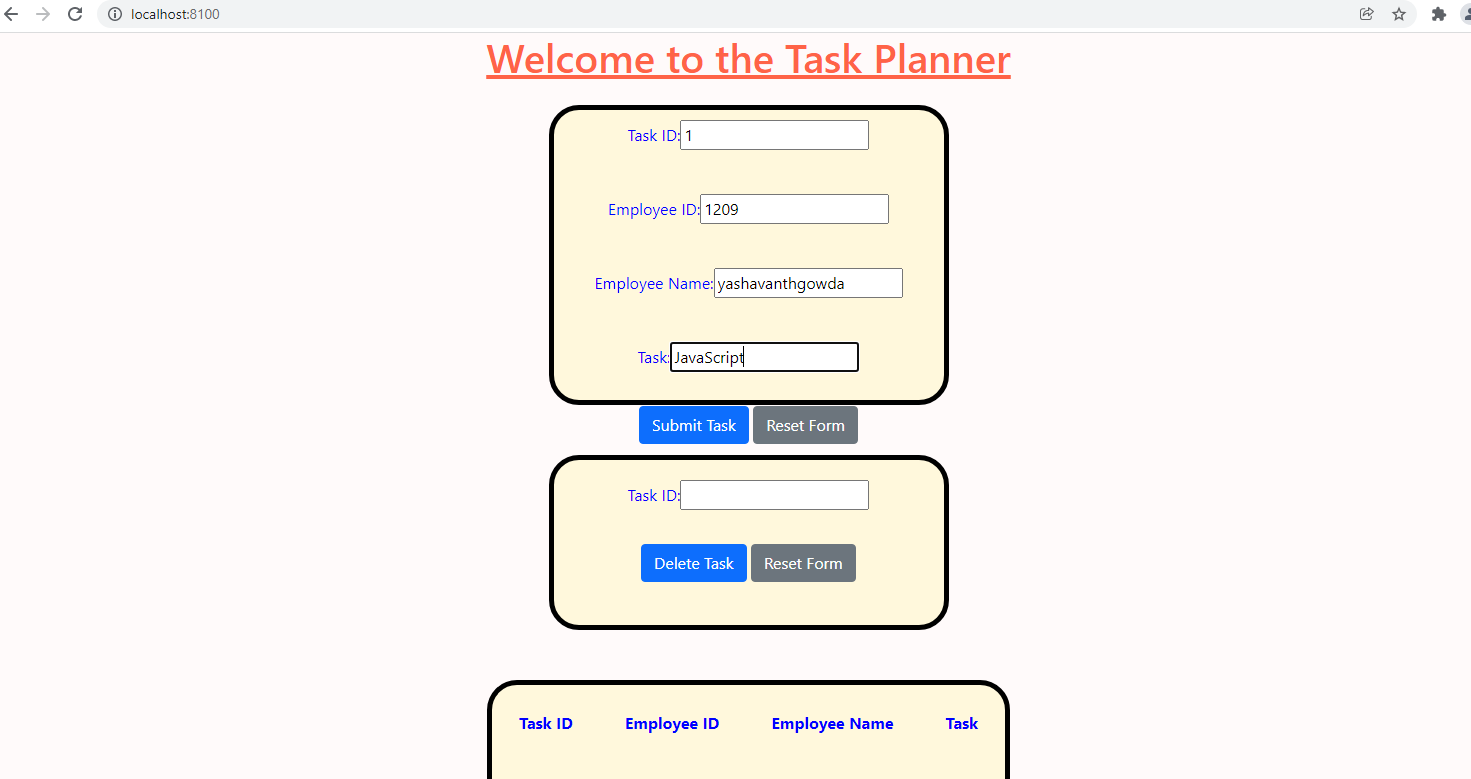 localhost:8100
Welcome to the Task Planner
Task ID: 1
Employee ID: 1209
Employee Name: yashavanthgowda
Task: JavaScript
Submit Task Reset Form
Task ID:
Delete Task Reset Form
Task ID Employee ID Employee Name Task